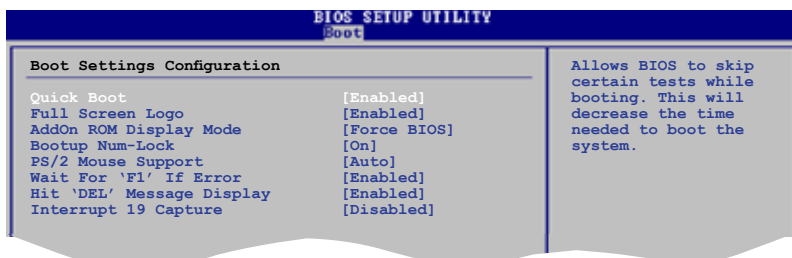 BIOS SETUP UTILITY
Boot
Boot Settings Configuration
Quick Boot [Enabled]
Full Screen Logo [Enabled]
AddOn ROM Display Mode [Force BIOS]
Bootup Num-Lock [On]
PS/2 Mouse Support [Auto]
Wait For ‘F1’ If Error [Enabled]
Hit ‘DEL’ Message Display [Enabled]
Interrupt 19 Capture [Disabled]
Allows BIOS to skip
certain tests while
booting. This will
decrease the time
needed to boot the
system.